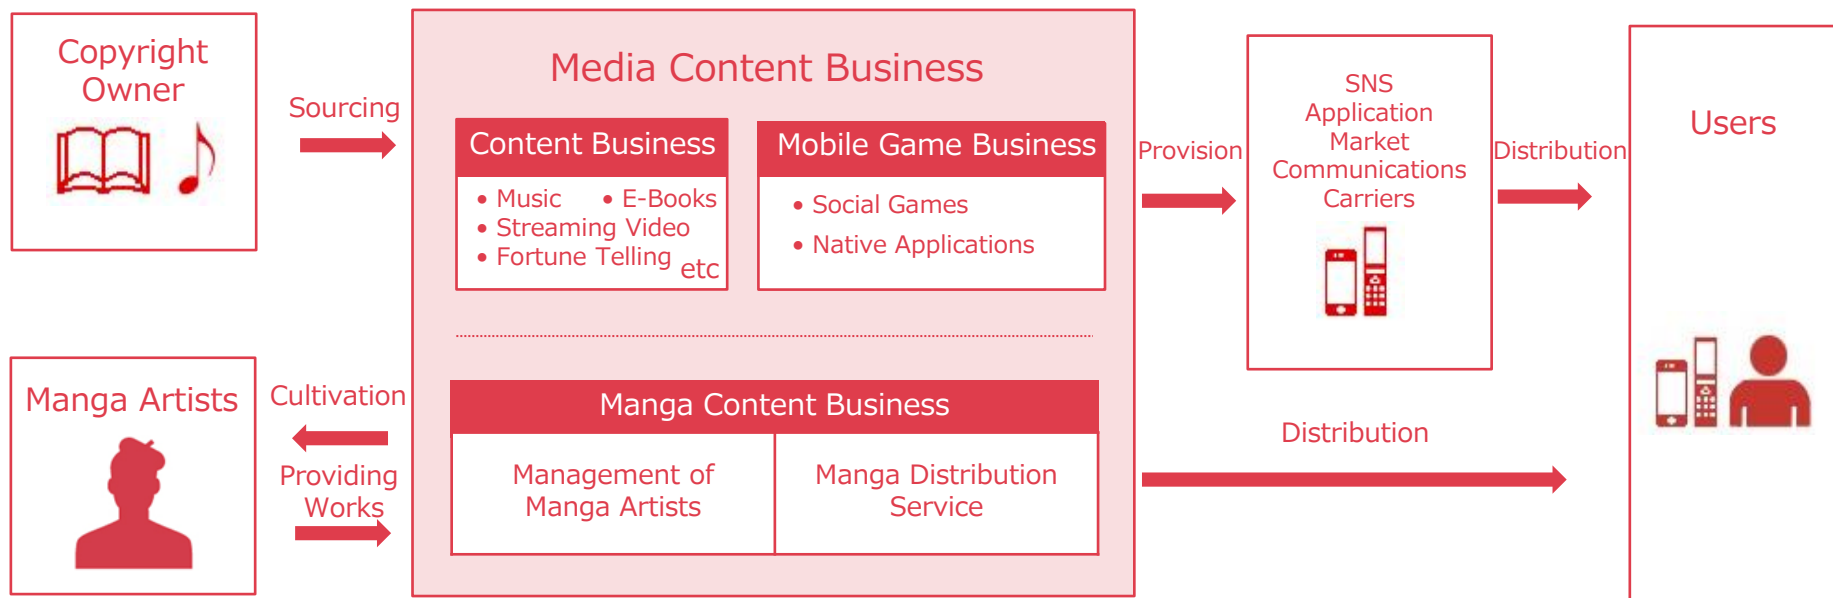 Copyright
Owner
Sourcing
Media Content Business
Content Business
• Music • E-Books
• Streaming Video
• Fortune Telling etc
Mobile Game Business
• Social Games
• Native Applications
Provision
SNS
Application
Market
Communications
Carriers
Distribution
Users
Manga Artists
Cultivation
Providing
Works
Manga Content Business
Management of
Manga Artists
Manga Distribution
Service
Distribution